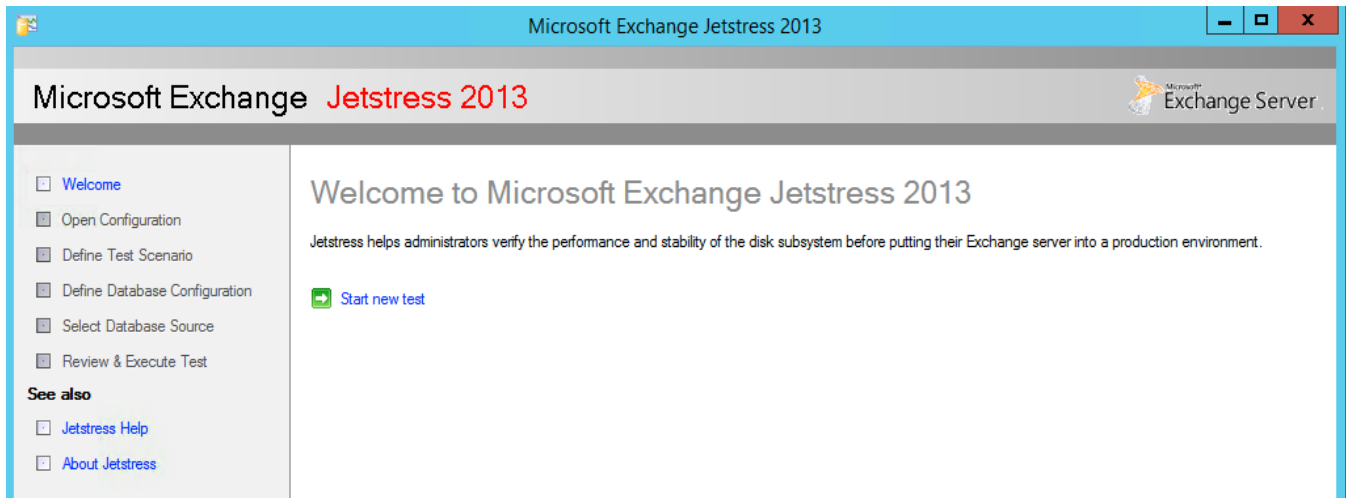 Microsoft Exchange Jetstress 2013
Microsoft Exchange Jetstress 2013
Microsoft
Exchange Server
Welcome
Open Configuration
Define Test Scenario
Define Database Configuration
Select Database Source
Review & Execute Test
See also
Jetstress Help
About Jetstress
Welcome to Microsoft Exchange Jetstress 2013
Jetstress helps administrators verify the performance and stability of the disk subsystem before putting their Exchange server into a production environment.
Start new test